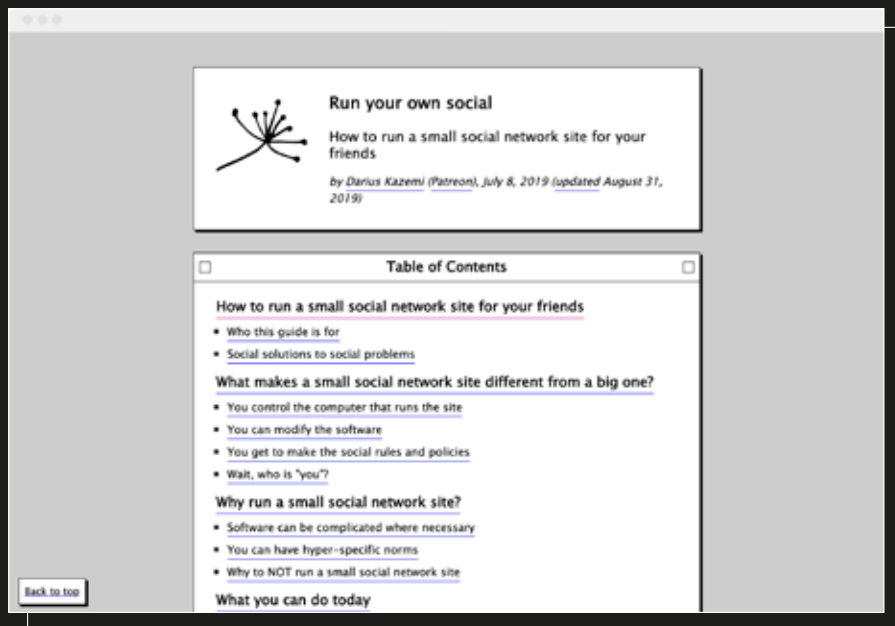 Run your own social
How to run a small social network site for your
friends
by Darius Kazemi (Patreon), July 8, 2019 (updated August 31,
2019)
Table of Contents
How to run a small social network site for your friends
Who this guide is for
Social solutions to social problems
What makes a small social network site different from a big one?
You control the computer that runs the site
You can modify the software
You get to make the social rules and policies
Wait, who is "you"?
Why run a small social network site?
Software can be complicated where necessary
You can have hyper-specific norms
Why to NOT run a small social network site
What you can do today
Back to top